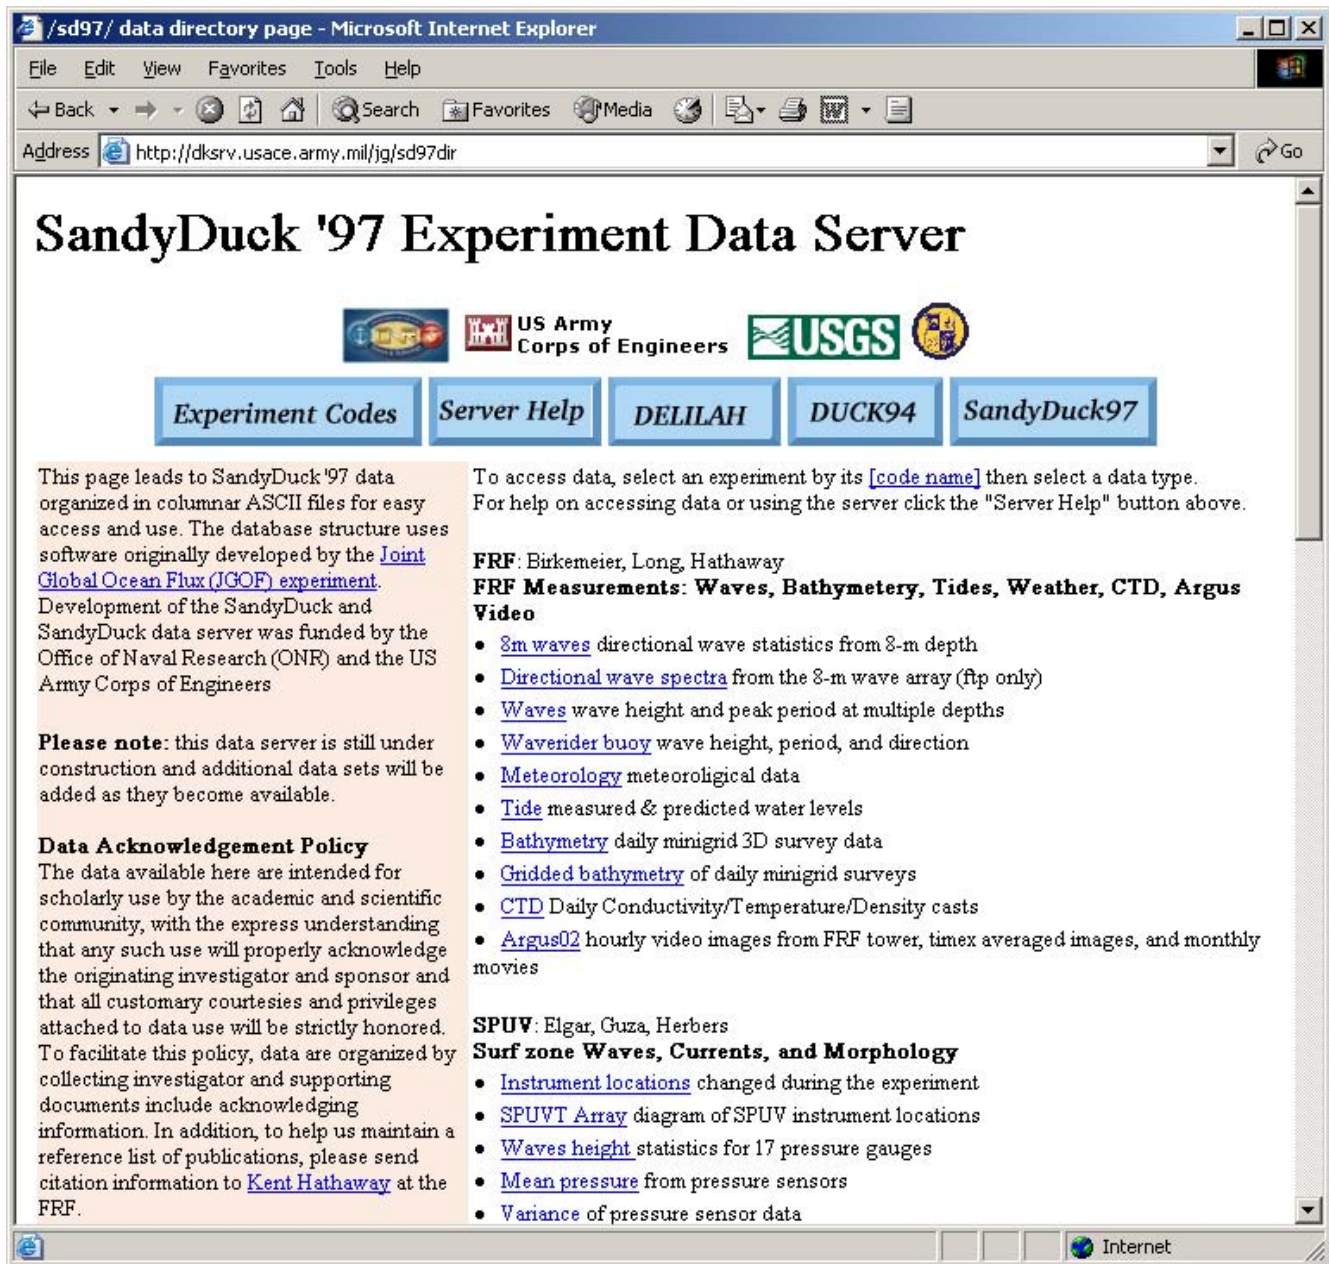 /sd97/ data directory page - Microsoft Internet Explorer
File Edit View Favorites Tools Help
Back Search Favorites Media
Address http://dksrv.usace.army.mil/jg/sd97dir Go
SandyDuck '97 Experiment Data Server
US Army
Corps of Engineers
USGS
Experiment Codes Server Help DELILAH DUCK94 SandyDuck97
This page leads to SandyDuck '97 data
organized in columnar ASCII files for easy
access and use. The database structure uses
software originally developed by the Joint
Global Ocean Flux (JGOF) experiment.
Development of the SandyDuck and
SandyDuck data server was funded by the
Office of Naval Research (ONR) and the US
Army Corps of Engineers
Please note: this data server is still under
construction and additional data sets will be
added as they become available.
Data Acknowledgement Policy
The data available here are intended for
scholarly use by the academic and scientific
community, with the express understanding
that any such use will properly acknowledge
the originating investigator and sponsor and
that all customary courtesies and privileges
attached to data use will be strictly honored.
To facilitate this policy, data are organized by
collecting investigator and supporting
documents include acknowledging
information. In addition, to help us maintain a
reference list of publications, please send
citation information to Kent Hathaway at the
FRF.
To access data, select an experiment by its [code name] then select a data type.
For help on accessing data or using the server click the "Server Help" button above.
FRF: Birkemeier, Long, Hathaway
FRF Measurements: Waves, Bathymetery, Tides, Weather, CTD, Argus
Video
• 8m waves directional wave statistics from 8-m depth
• Directional wave spectra from the 8-m wave array (ftp only)
• Waves wave height and peak period at multiple depths
• Waverider buoy wave height, period, and direction
• Meteorology meteoroligical data
• Tide measured & predicted water levels
• Bathymetry daily minigrid 3D survey data
• Gridded bathymetry of daily minigrid surveys
• CTD Daily Conductivity/Temperature/Density casts
• Argus02 hourly video images from FRF tower, timex averaged images, and monthly
movies
SPUV: Elgar, Guza, Herbers
Surf zone Waves, Currents, and Morphology
• Instrument locations changed during the experiment
• SPUVT Array diagram of SPUV instrument locations
• Waves height statistics for 17 pressure gauges
• Mean pressure from pressure sensors
• Variance of pressure sensor data
Internet